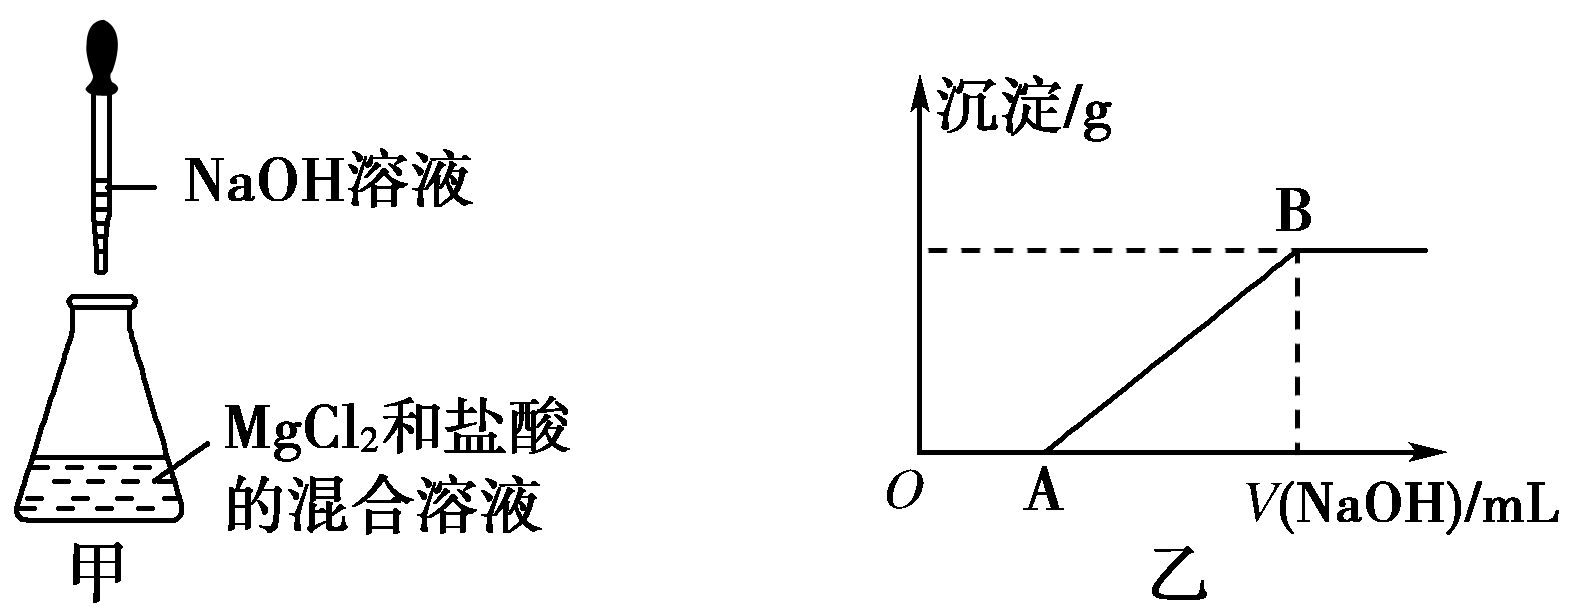 NaOH溶液
MgCl₂和盐酸
的混合溶液
甲
沉淀/g
B
O
A
V(NaOH)/mL
乙